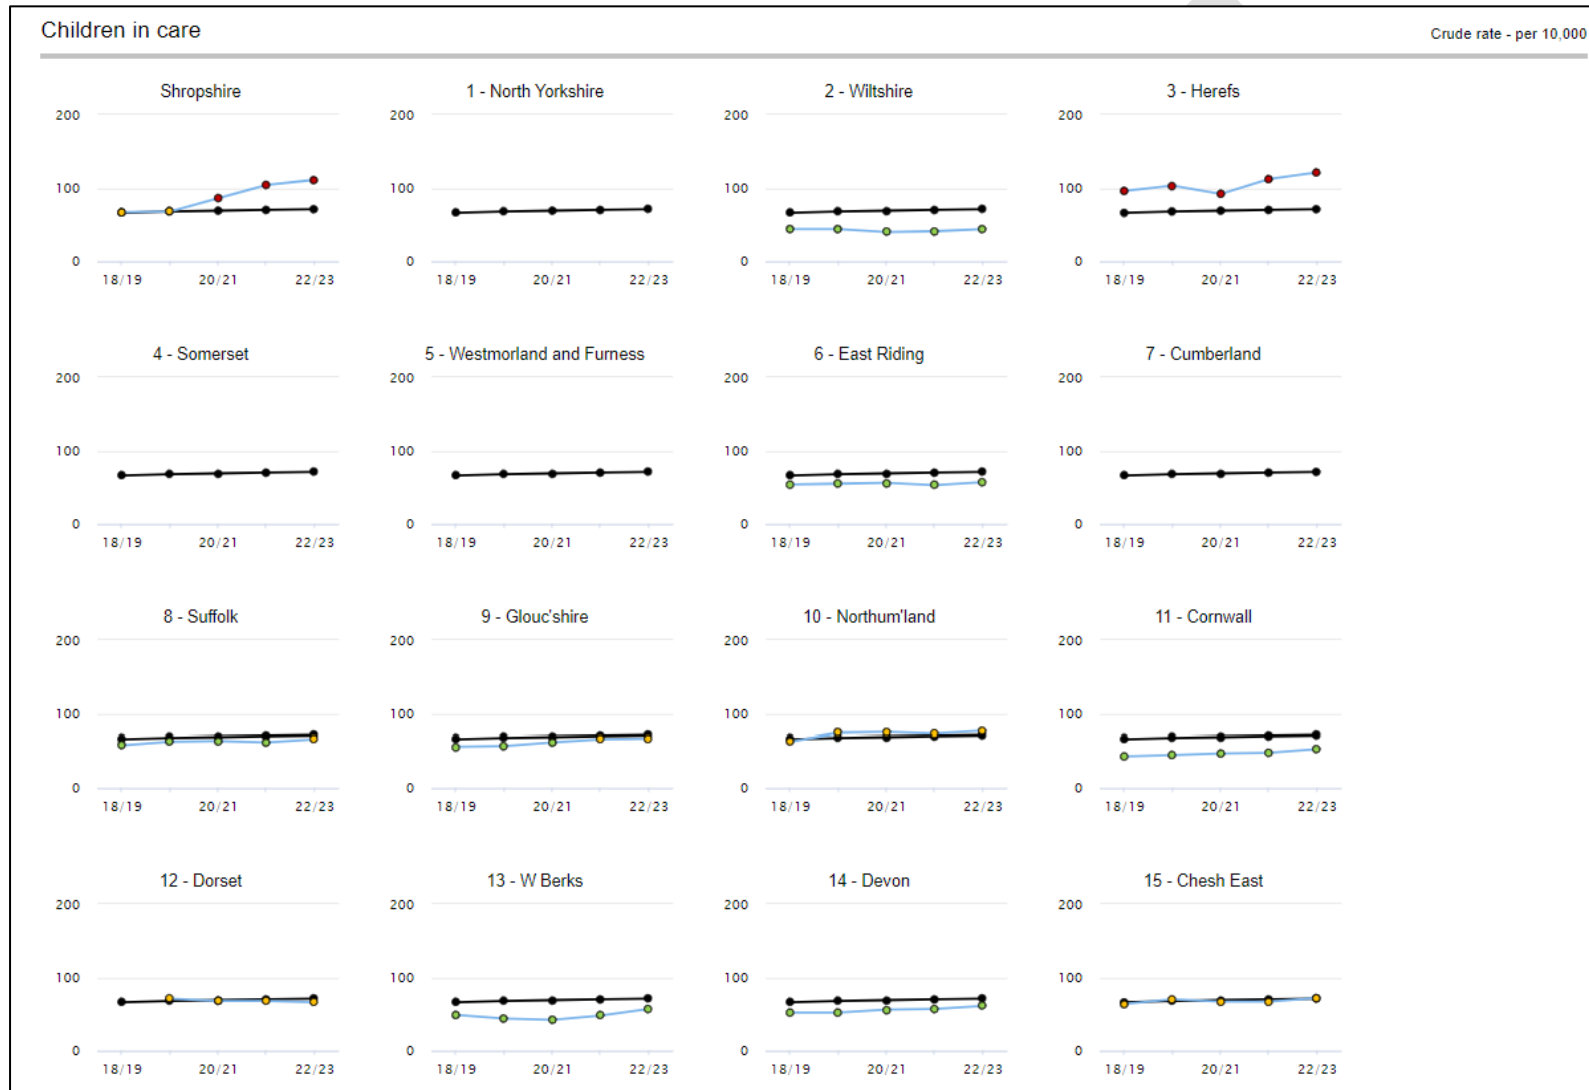 Children in care
Crude rate - per 10,000
Shropshire
200
100
0
18/19 20/21 22/23
1 - North Yorkshire
200
100
0
18/19 20/21 22/23
2 - Wiltshire
200
100
0
18/19 20/21 22/23
3 - Herefs
200
100
0
18/19 20/21 22/23
4 - Somerset
200
100
0
18/19 20/21 22/23
5 - Westmorland and Furness
200
100
0
18/19 20/21 22/23
6 - East Riding
200
100
0
18/19 20/21 22/23
7 - Cumberland
200
100
0
18/19 20/21 22/23
8 - Suffolk
200
100
0
18/19 20/21 22/23
9 - Glouc'shire
200
100
0
18/19 20/21 22/23
10 - Northum'land
200
100
0
18/19 20/21 22/23
11 - Cornwall
200
100
0
18/19 20/21 22/23
12 - Dorset
200
100
0
18/19 20/21 22/23
13 - W Berks
200
100
0
18/19 20/21 22/23
14 - Devon
200
100
0
18/19 20/21 22/23
15 - Chesh East
200
100
0
18/19 20/21 22/23